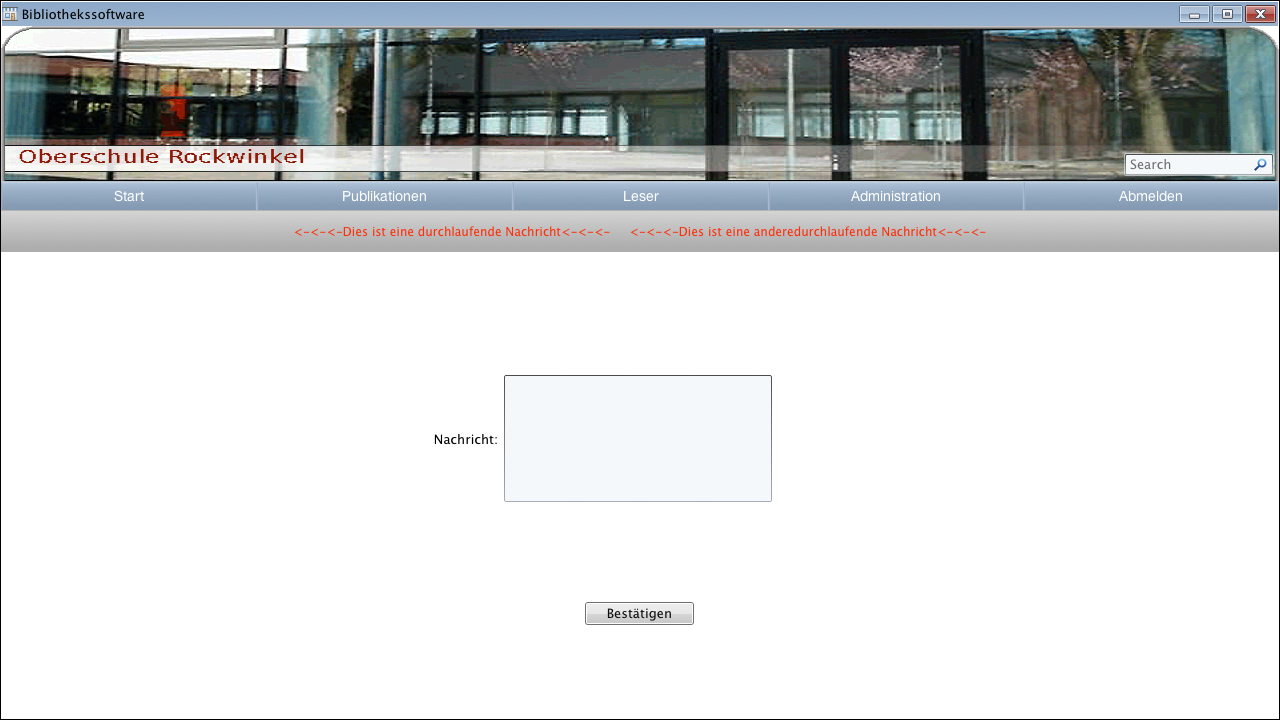 Bibliothekssoftware
Oberschule Rockwinkel
Search
Start Publikationen Leser Administration Abmelden
<-<-<-Dies ist eine durchlaufende Nachricht<-<-<- <-<-<-Dies ist eine anderedurchlaufende Nachricht<-<-<-
Nachricht:
Bestätigen